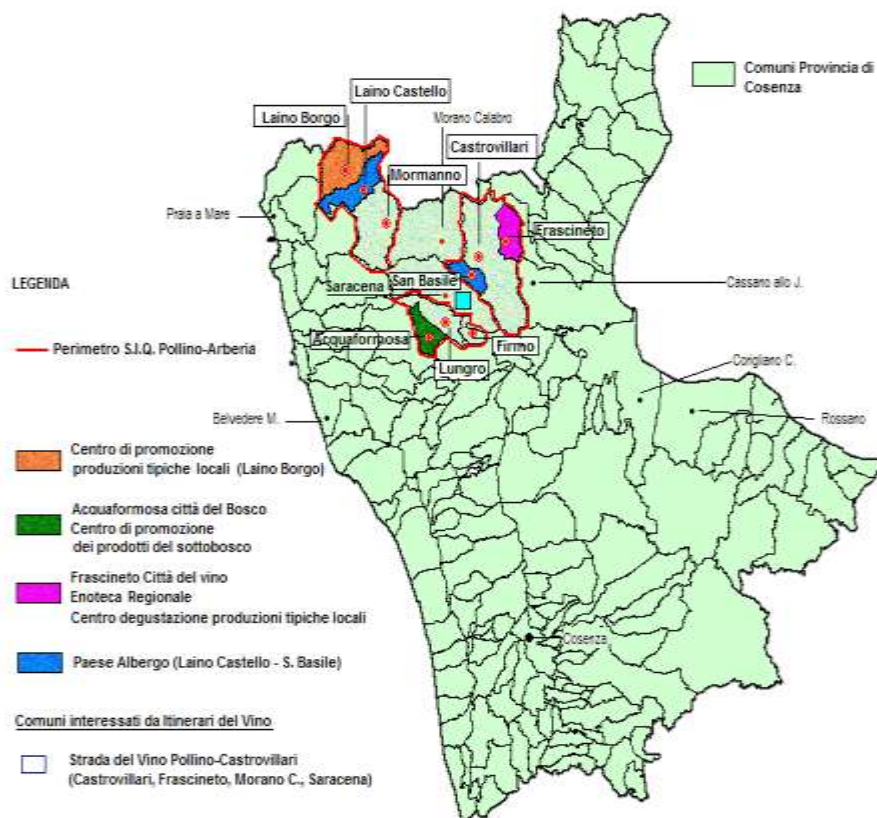 Comuni Provincia di
Cosenza
Laino Castello
Laino Borgo
Morano Calabro
Castrovillari
Mormanno
Praia a Mare
Frascineto
LEGENDA
San Basile
Saracena
Cassano allo J.
Perimetro S.I.Q. Pollino-Arberia
Acquaformosa
Firmo
Lungro
Corigliano C.
Belvedere M.
Rossano
Centro di promozione
produzioni tipiche locali (Laino Borgo)
Acquaformosa città del Bosco
Centro di promozione
dei prodotti del sottobosco
Frascineto Città del vino
Enoteca Regionale
Centro degustazione produzioni tipiche locali
Cosenza
Paese Albergo (Laino Castello - S. Basile)
Comuni interessati da Itinerari del Vino
Strada del Vino Pollino-Castrovillari
(Castrovillari, Frascineto, Morano C., Saracena)